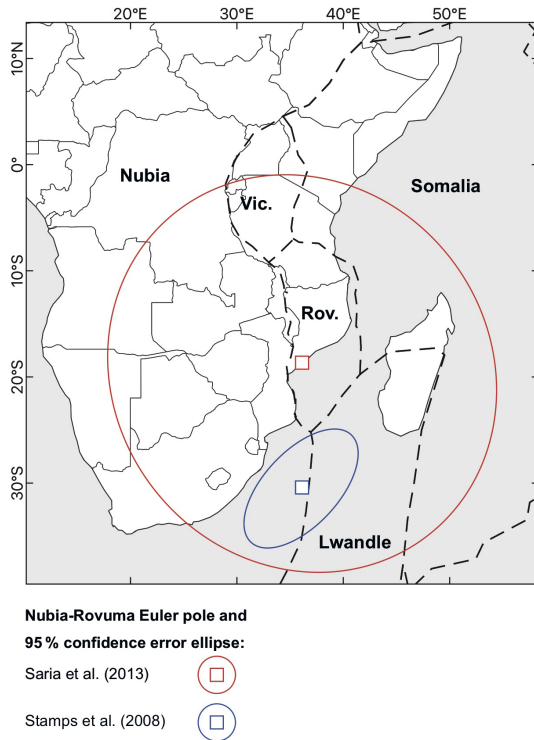 20°E 30°E 40°E 50°E
10°N
0°
10°S
20°S
30°S
Nubia
Somalia
Vic.
Rov.
Lwandle
Nubia-Rovuma Euler pole and
95 % confidence error ellipse:
Saria et al. (2013)
Stamps et al. (2008)